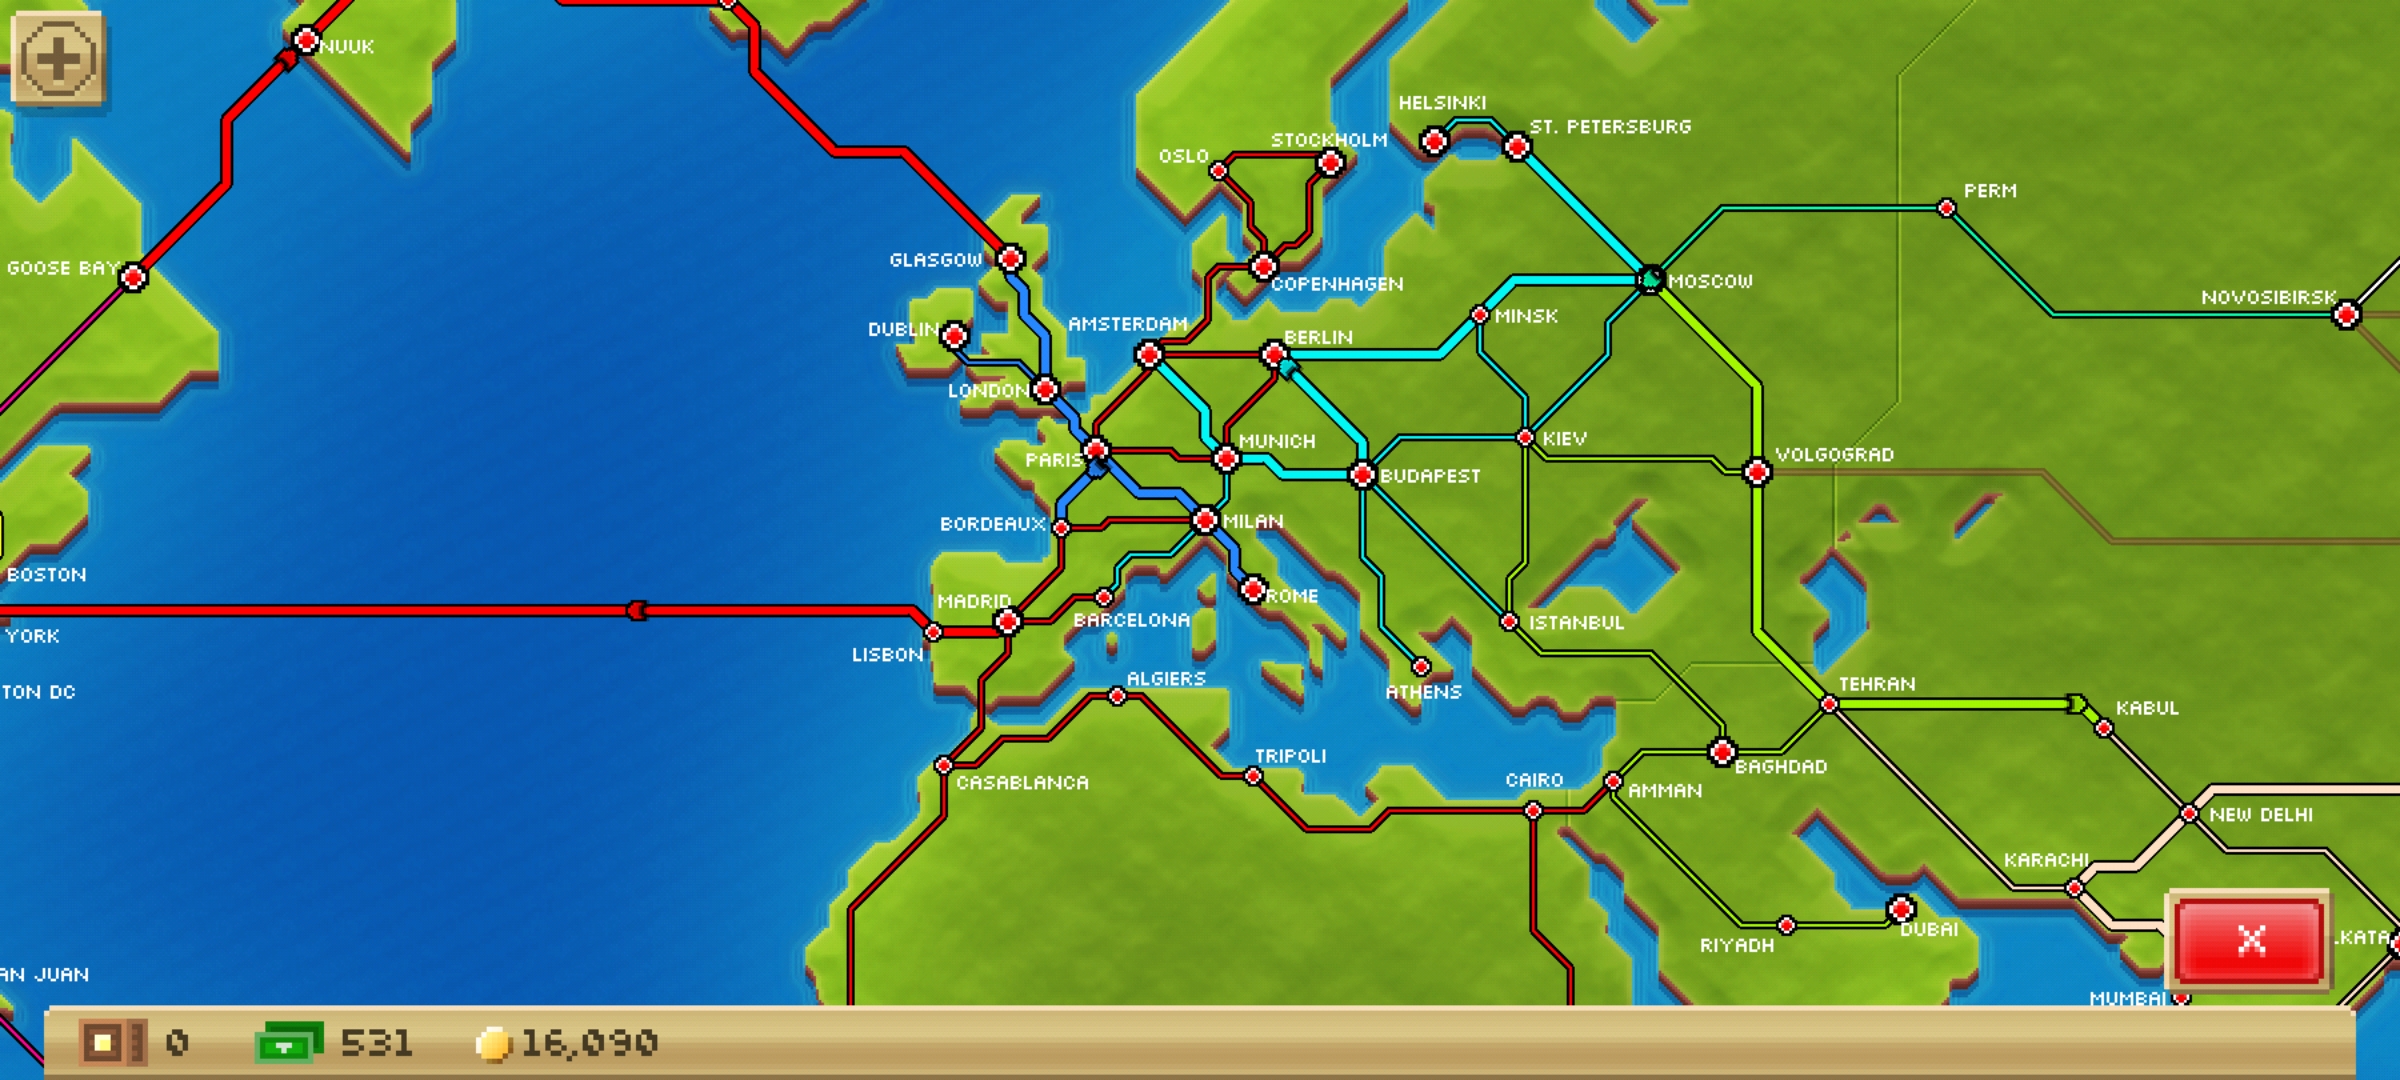 NUUK
HELSINKI
ST. PETERSBURG
STOCKHOLM
OSLO
PERM
GLASGOW
GOOSE BAY
COPENHAGEN
MOSCOW
NOVOSIBIRSK
DUBLIN
AMSTERDAM
BERLIN
MINSK
LONDON
MUNICH
KIEV
PARIS
BUDAPEST
VOLGOGRAD
BORDEAUX
MILAN
BOSTON
MADRID
ROME
BARCELONA
ISTANBUL
YORK
LISBON
ALGIERS
ATHENS
TON DC
TEHRAN
KABUL
TRIPOLI
CASABLANCA
CAIRO
BAGHDAD
AMMAN
NEW DELHI
KARACHI
DUBAI
RIYADH
.KATA
AN JUAN
MUMBAI
X
0
531
16,090